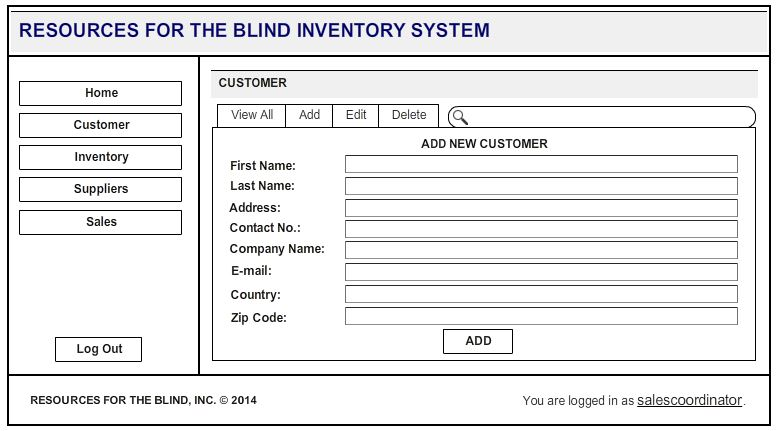 RESOURCES FOR THE BLIND INVENTORY SYSTEM
Home
Customer
Inventory
Suppliers
Sales
Log Out
CUSTOMER
View All Add Edit Delete
ADD NEW CUSTOMER
First Name:
Last Name:
Address:
Contact No.:
Company Name:
E-mail:
Country:
Zip Code:
ADD
RESOURCES FOR THE BLIND, INC. © 2014
You are logged in as salescoordinator.